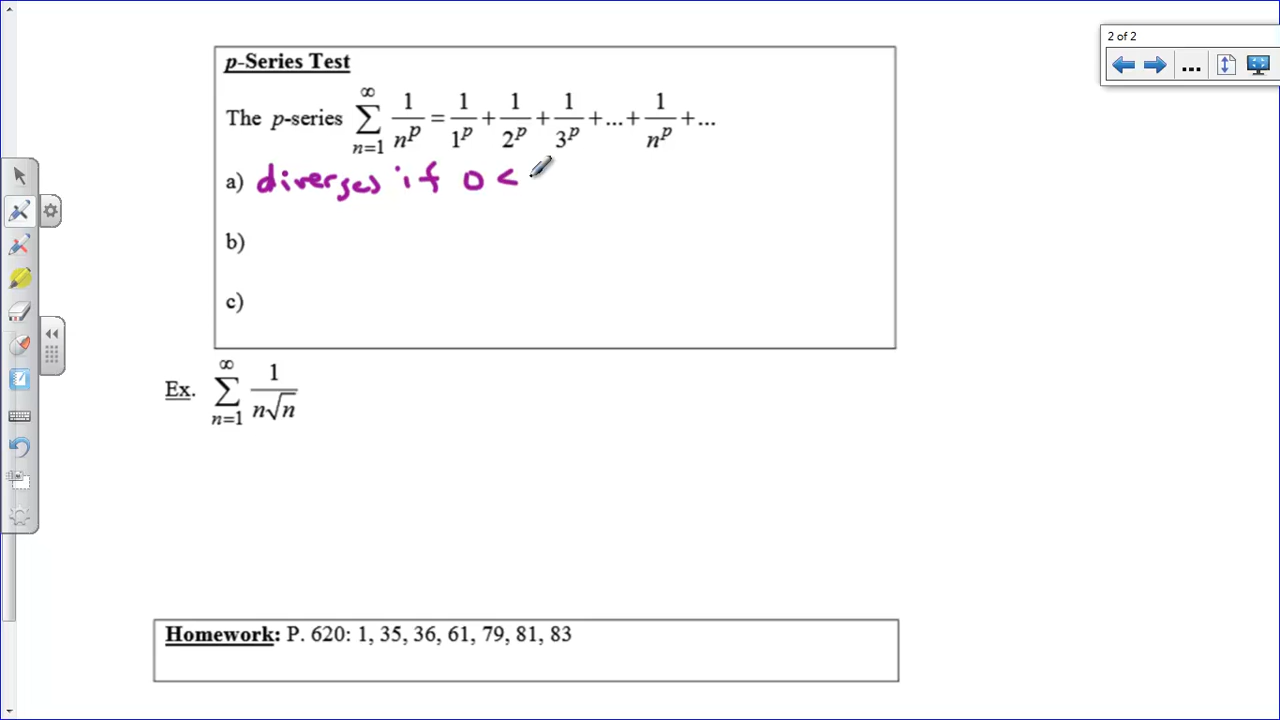 2 of 2
p-Series Test
The p-series ∑_{n=1}^{∞} 1/n^p = 1/1^p + 1/2^p + 1/3^p + ... + 1/n^p + ...
a) diverges if 0 <
b)
c)
Ex. ∑_{n=1}^{∞} 1/(n√n)
Homework: P. 620: 1, 35, 36, 61, 79, 81, 83